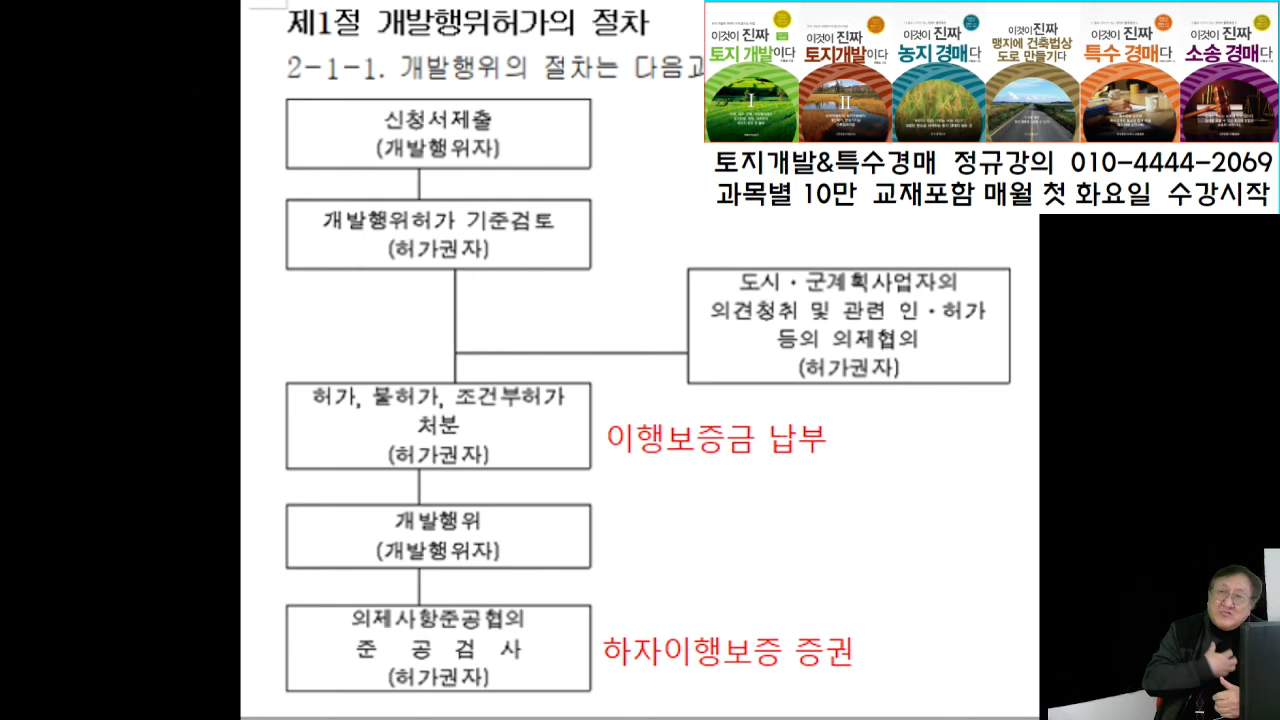 제1절 개발행위허가의 절차
2-1-1. 개발행위의 절차는 다음과
신청서제출
(개발행위자)
개발행위허가 기준검토
(허가권자)
도시·군계획사업자의
의견청취 및 관련 인·허가
등의 의제협의
(허가권자)
허가, 불허가, 조건부허가
처분
(허가권자)
이행보증금 납부
개발행위
(개발행위자)
의제사항준공협의
준 공 검 사
(허가권자)
하자이행보증 증권
이것이 진짜
토지 개발이다
I
이것이 진짜
토지개발이다
II
이것이 진짜
농지 경매다
이것이 진짜
맹지에 건축법상
도로 만들기다
이것이 진짜
특수 경매다
이것이 진짜
소송 경매다
토지개발&특수경매 정규강의 010-4444-2069
과목별 10만 교재포함 매월 첫 화요일 수강시작